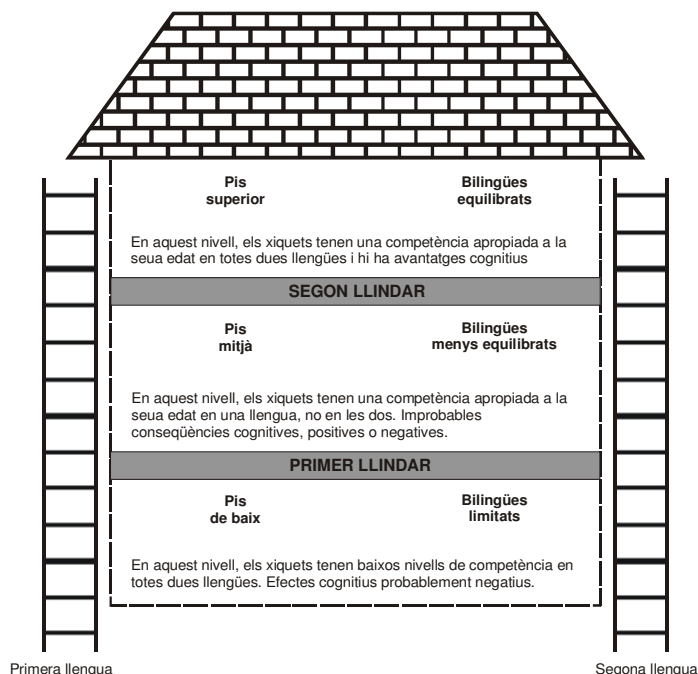 Pis
superior
Bilingües
equilibrats
En aquest nivell, els xiquets tenen una competència apropiada a la
seua edat en totes dues llengües i hi ha avantatges cognitius
SEGON LLINDAR
Pis
mitjà
Bilingües
menys equilibrats
En aquest nivell, els xiquets tenen una competència apropiada a la
seua edat en una llengua, no en les dos. Improbables
conseqüències cognitives, positives o negatives.
PRIMER LLINDAR
Pis
de baix
Bilingües
limitats
En aquest nivell, els xiquets tenen baixos nivells de competència en
totes dues llengües. Efectes cognitius probablement negatius.
Primera llengua
Segona llengua